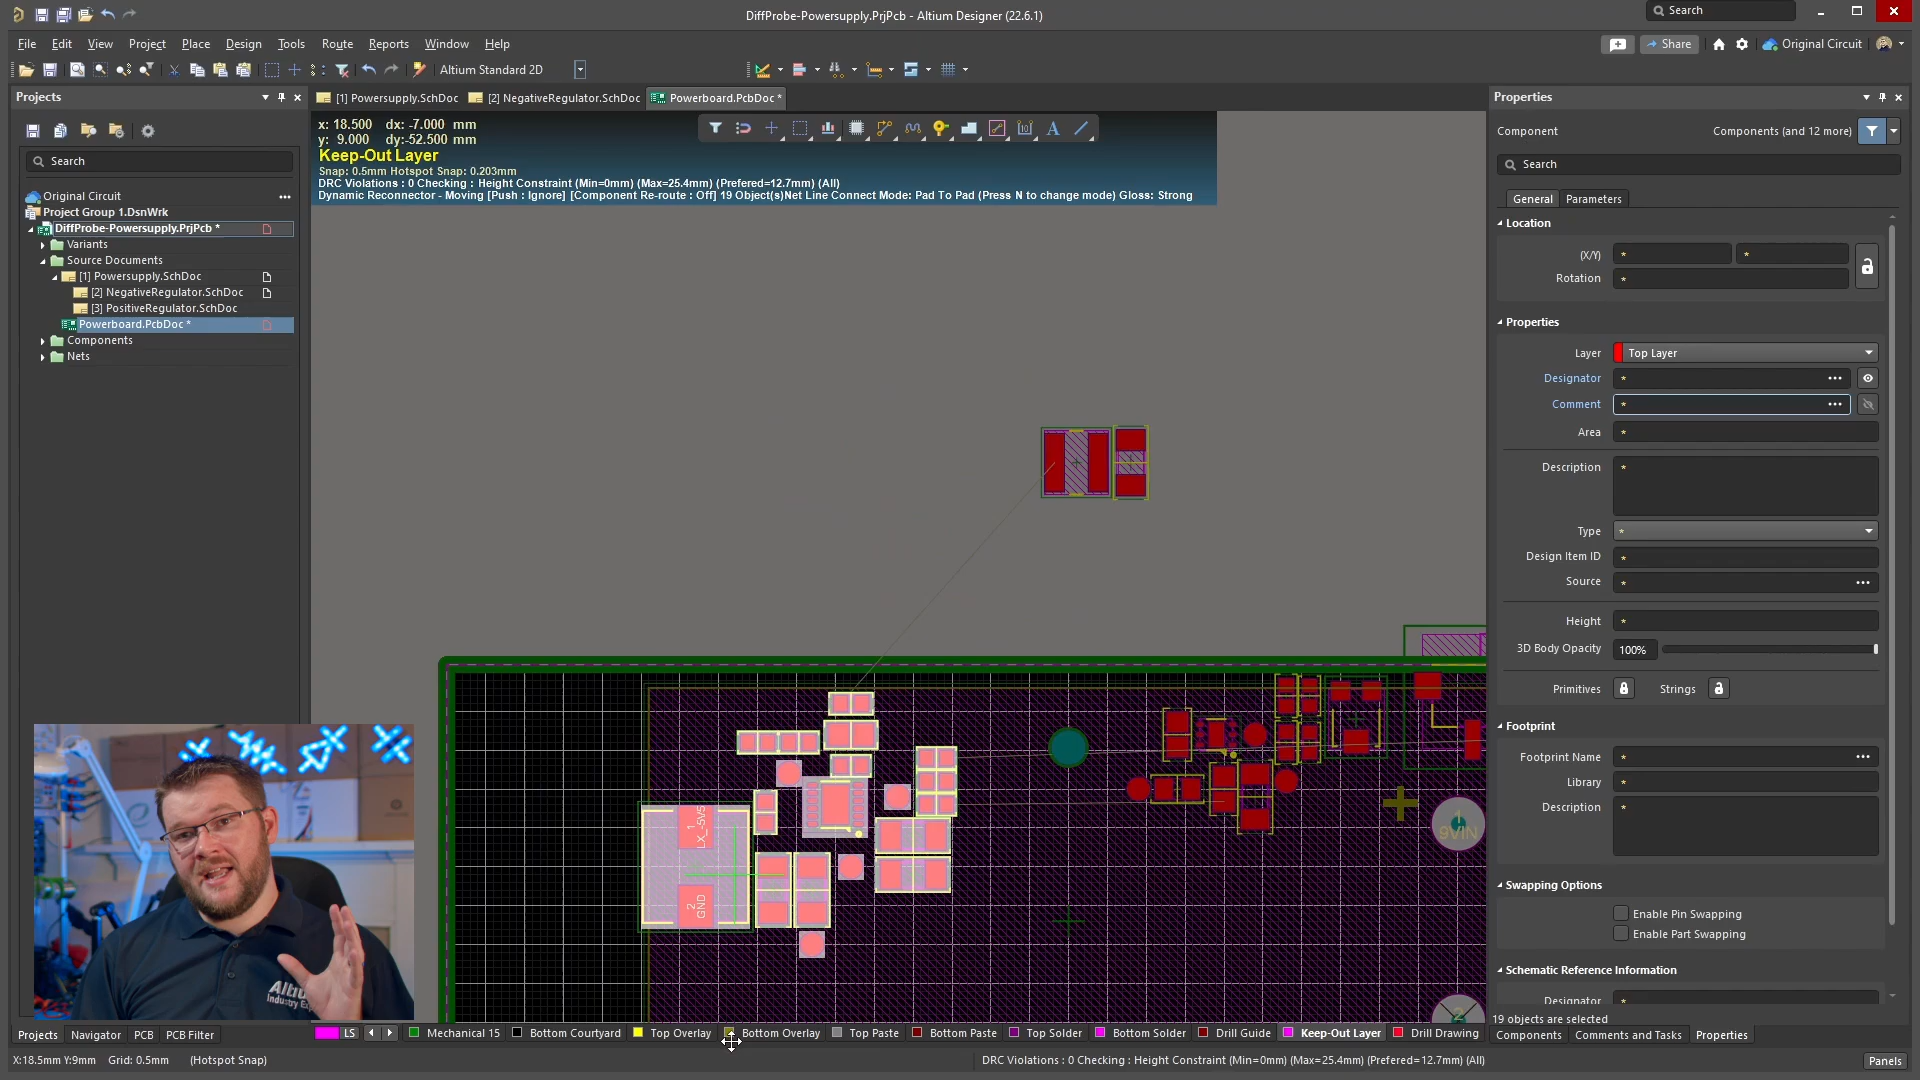 DiffProbe-Powersupply.PrjPcb - Altium Designer (22.6.1)
Search
File Edit View Project Place Design Tools Route Reports Window Help
Share
Original Circuit
Altium Standard 2D
Projects
[1] Powersupply.SchDoc
[2] NegativeRegulator.SchDoc
Powerboard.PcbDoc *
Properties
x: 18.500 dx: -7.000 mm
y: 9.000 dy:-52.500 mm
Keep-Out Layer
Snap: 0.5mm Hotspot Snap: 0.203mm
DRC Violations : 0 Checking : Height Constraint (Min=0mm) (Max=25.4mm) (Prefered=12.7mm) (All)
Dynamic Reconnector - Moving [Push : Ignore] [Component Re-route : Off] 19 Object(s)Net Line Connect Mode: Pad To Pad (Press N to change mode) Gloss: Strong
Search
Original Circuit
Project Group 1.DsnWrk
DiffProbe-Powersupply.PrjPcb *
Variants
Source Documents
[1] Powersupply.SchDoc
[2] NegativeRegulator.SchDoc
[3] PositiveRegulator.SchDoc
Powerboard.PcbDoc *
Components
Nets
Component
Components (and 12 more)
Search
General
Parameters
Location
(X/Y) * *
Rotation *
Properties
Layer Top Layer
Designator *
Comment *
Area *
Description *
Type *
Design Item ID *
Source *
Height *
3D Body Opacity 100%
Primitives
Strings
Footprint
Footprint Name *
Library *
Description *
Swapping Options
Enable Pin Swapping
Enable Part Swapping
Schematic Reference Information
Designator *
19 objects are selected
1
LX_-5V5
2
GND
1
9VIN
2
Altium
Industry Exp
Projects Navigator PCB PCB Filter
LS
Mechanical 15
Bottom Courtyard
Top Overlay
Bottom Overlay
Top Paste
Bottom Paste
Top Solder
Bottom Solder
Drill Guide
Keep-Out Layer
Drill Drawing
Components Comments and Tasks Properties
X:18.5mm Y:9mm Grid: 0.5mm (Hotspot Snap)
DRC Violations : 0 Checking : Height Constraint (Min=0mm) (Max=25.4mm) (Prefered=12.7mm) (All)
Panels